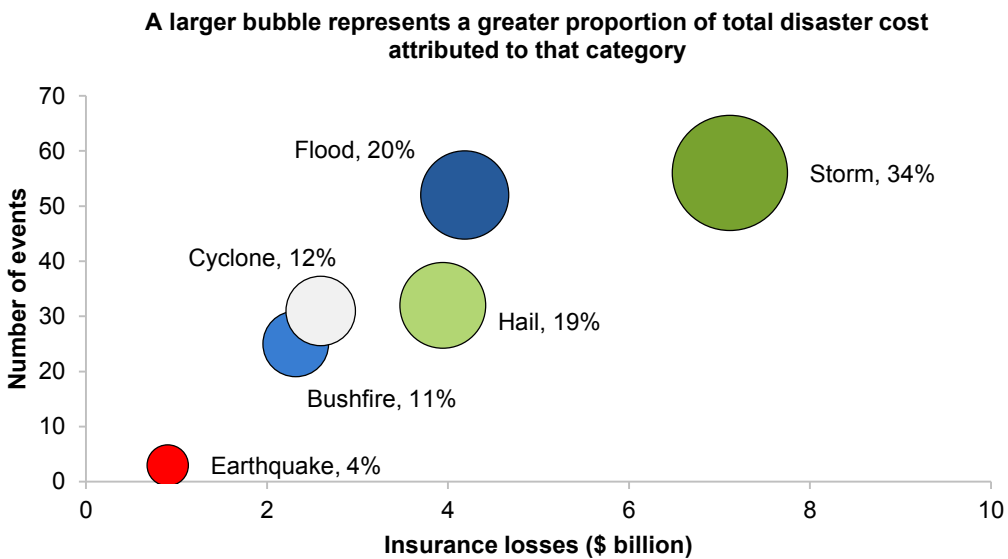 A larger bubble represents a greater proportion of total disaster cost
attributed to that category
70
60
50
40
30
20
10
0
Number of events
Flood, 20%
Storm, 34%
Cyclone, 12%
Hail, 19%
Bushfire, 11%
Earthquake, 4%
0 2 4 6 8 10
Insurance losses ($ billion)